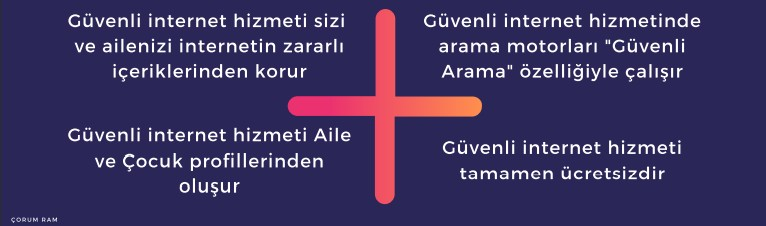 Güvenli internet hizmeti sizi
ve ailenizi internetin zararlı
içeriklerinden korur
Güvenli internet hizmetinde
arama motorları "Güvenli
Arama" özelliğiyle çalışır
Güvenli internet hizmeti Aile
ve Çocuk profillerinden
oluşur
Güvenli internet hizmeti
tamamen ücretsizdir
ÇORUM RAM